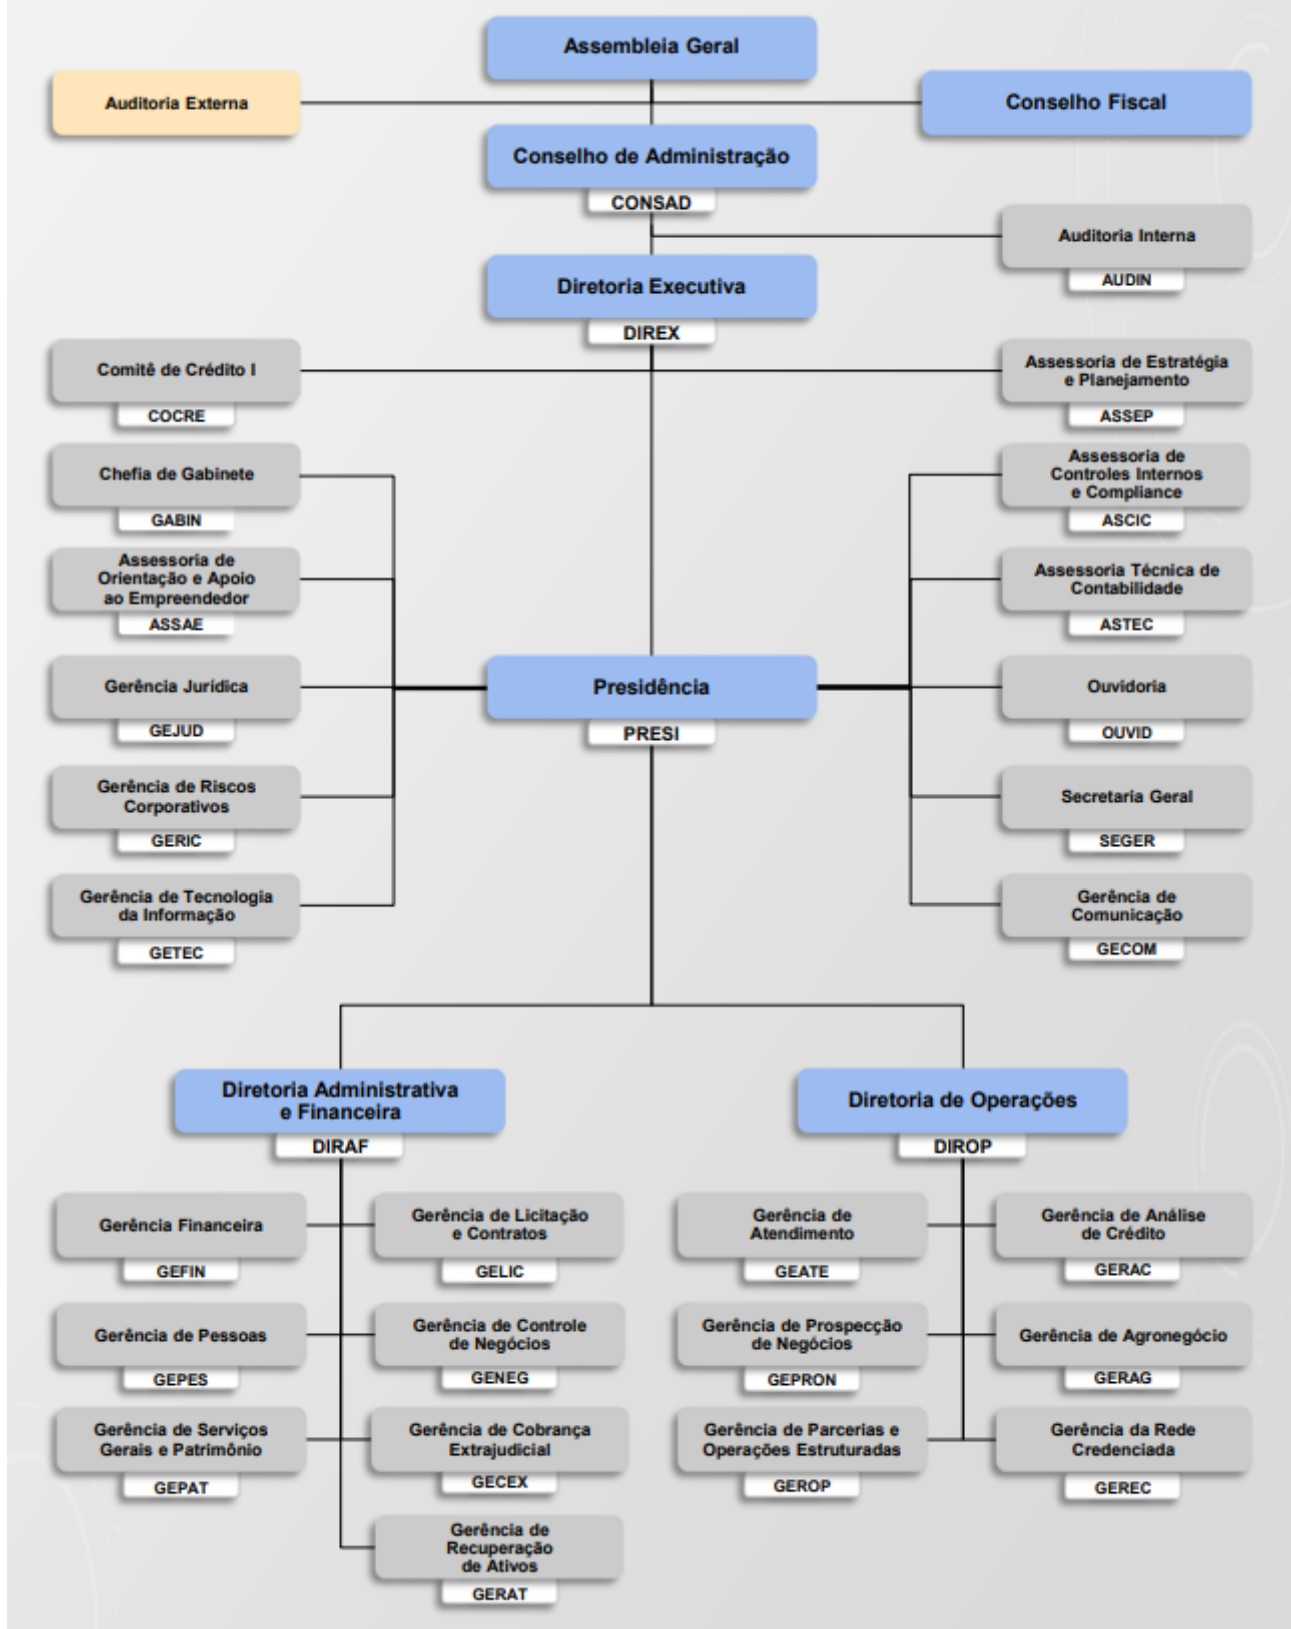 Assembleia Geral
Auditoria Externa
Conselho Fiscal
Conselho de Administração
CONSAD
Auditoria Interna
AUDIN
Diretoria Executiva
DIREX
Comitê de Crédito I
COCRE
Assessoria de Estratégia
e Planejamento
ASSEP
Chefia de Gabinete
GABIN
Assessoria de
Controles Internos
e Compliance
ASCIC
Assessoria de
Orientação e Apoio
ao Empreendedor
ASSAE
Assessoria Técnica de
Contabilidade
ASTEC
Gerência Jurídica
GEJUD
Presidência
PRESI
Ouvidoria
OUVID
Gerência de Riscos
Corporativos
GERIC
Secretaria Geral
SEGER
Gerência de Tecnologia
da Informação
GETEC
Gerência de
Comunicação
GECOM
Diretoria Administrativa
e Financeira
DIRAF
Diretoria de Operações
DIROP
Gerência Financeira
GEFIN
Gerência de Licitação
e Contratos
GELIC
Gerência de
Atendimento
GEATE
Gerência de Análise
de Crédito
GERAC
Gerência de Pessoas
GEPES
Gerência de Controle
de Negócios
GENEG
Gerência de Prospecção
de Negócios
GEPRON
Gerência de Agronegócio
GERAG
Gerência de Serviços
Gerais e Patrimônio
GEPAT
Gerência de Cobrança
Extrajudicial
GECEX
Gerência de Parcerias e
Operações Estruturadas
GEROP
Gerência da Rede
Credenciada
GEREC
Gerência de
Recuperação
de Ativos
GERAT